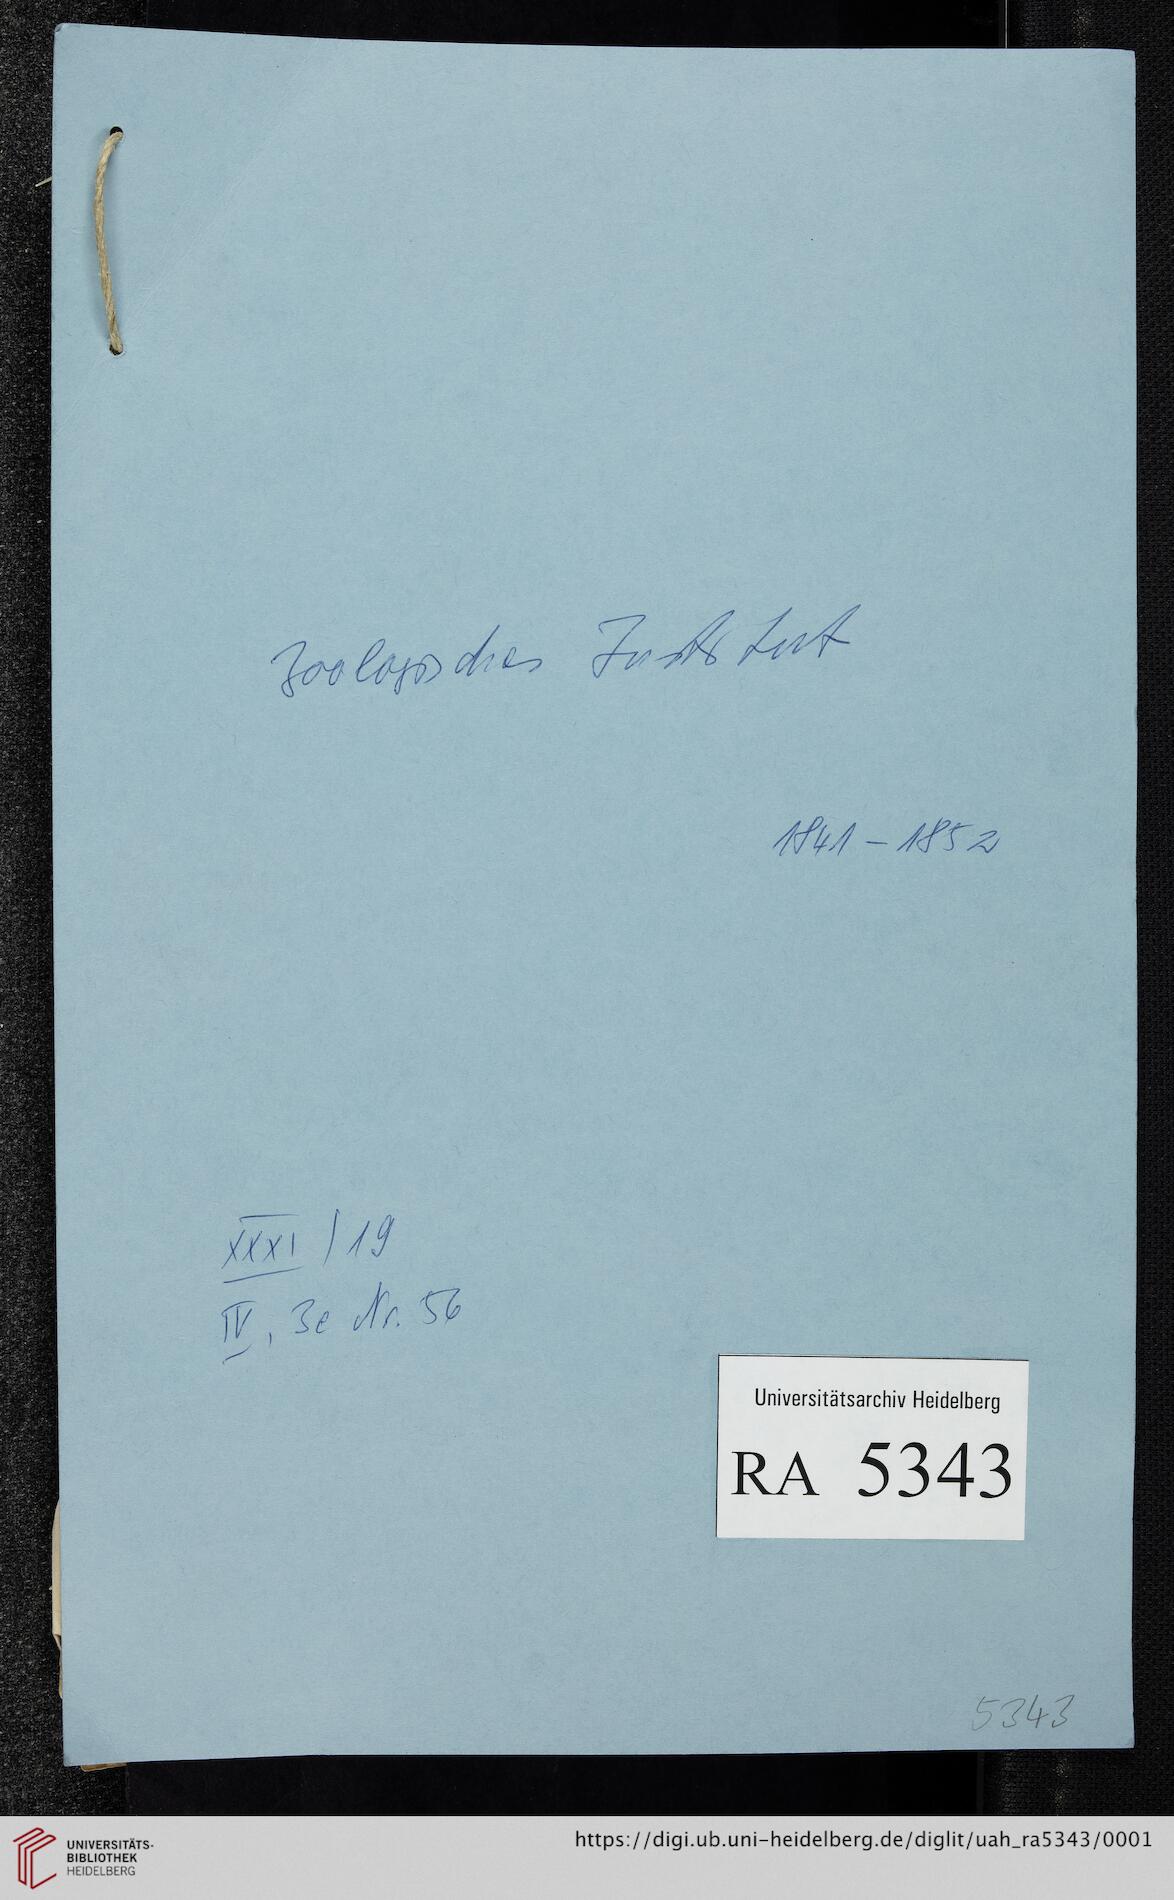 Zoologisches Institut
1841 – 1852
XXXI / 19
IV, 3e Nr. 56
Universitätsarchiv Heidelberg
RA 5343
5343
UNIVERSITÄTS-
BIBLIOTHEK
HEIDELBERG
https://digi.ub.uni-heidelberg.de/diglit/uah_ra5343/0001